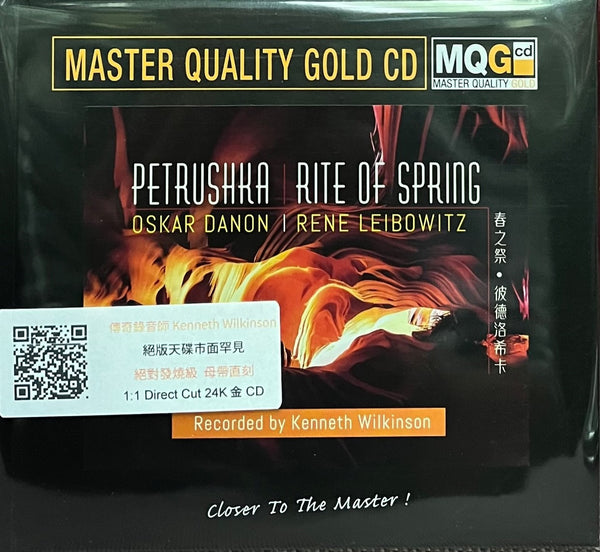 MASTER QUALITY GOLD CD
MQG cd
MASTER QUALITY GOLD
PETRUSHKA | RITE OF SPRING
OSKAR DANON | RENE LEIBOWITZ
春之祭・彼德洛希卡
傳奇錄音師 Kenneth Wilkinson
絕版天碟市面罕見
絕對發燒級 母帶直刻
1:1 Direct Cut 24K 金 CD
Recorded by Kenneth Wilkinson
Closer To The Master !